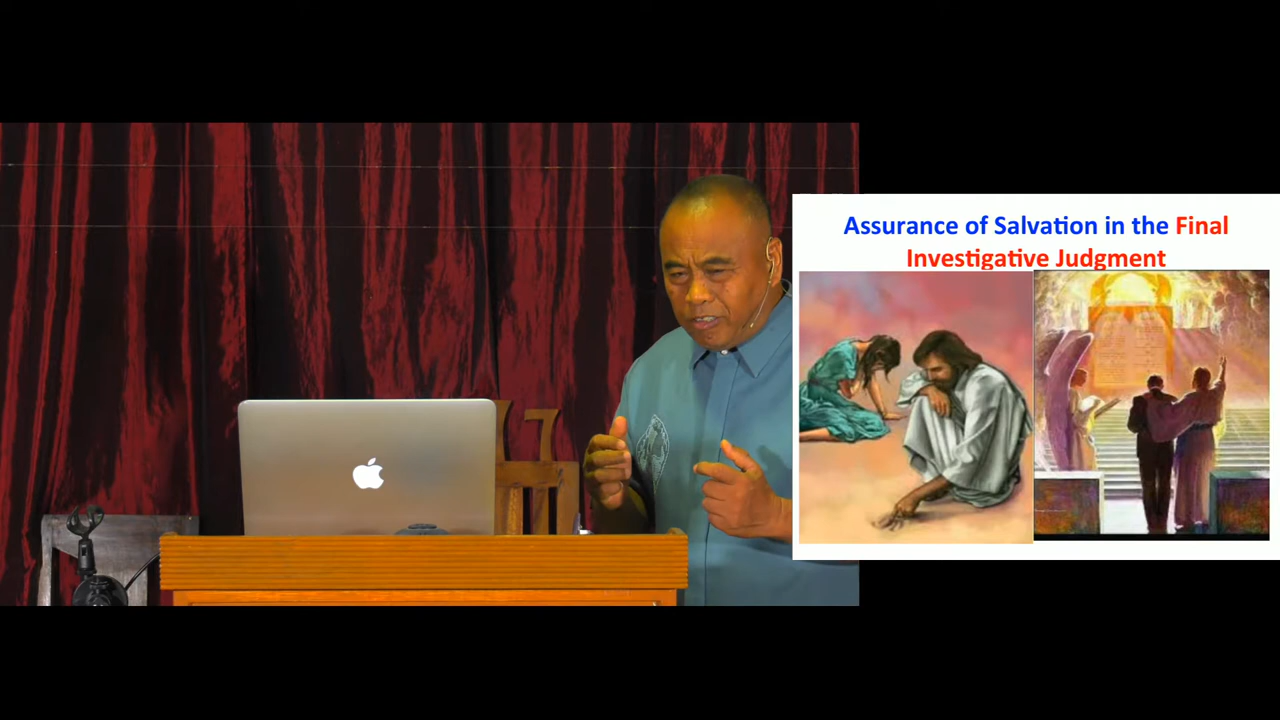 Assurance of Salvation in the Final
Investigative Judgment